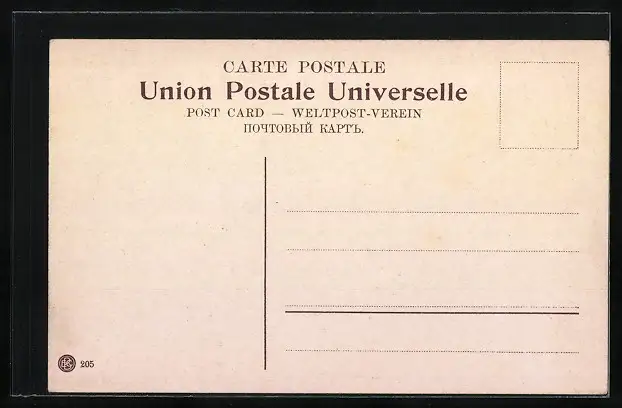 CARTE POSTALE
Union Postale Universelle
POST CARD — WELTPOST-VEREIN
ПОЧТОВЫЙ КАРТЪ.
205